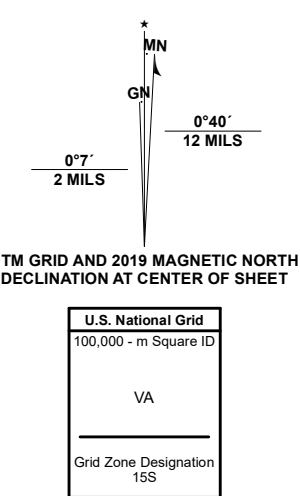 MN
GN
0°40´
12 MILS
0°7´
2 MILS
TM GRID AND 2019 MAGNETIC NORTH
DECLINATION AT CENTER OF SHEET
U.S. National Grid
100,000 - m Square ID
VA
Grid Zone Designation
15S